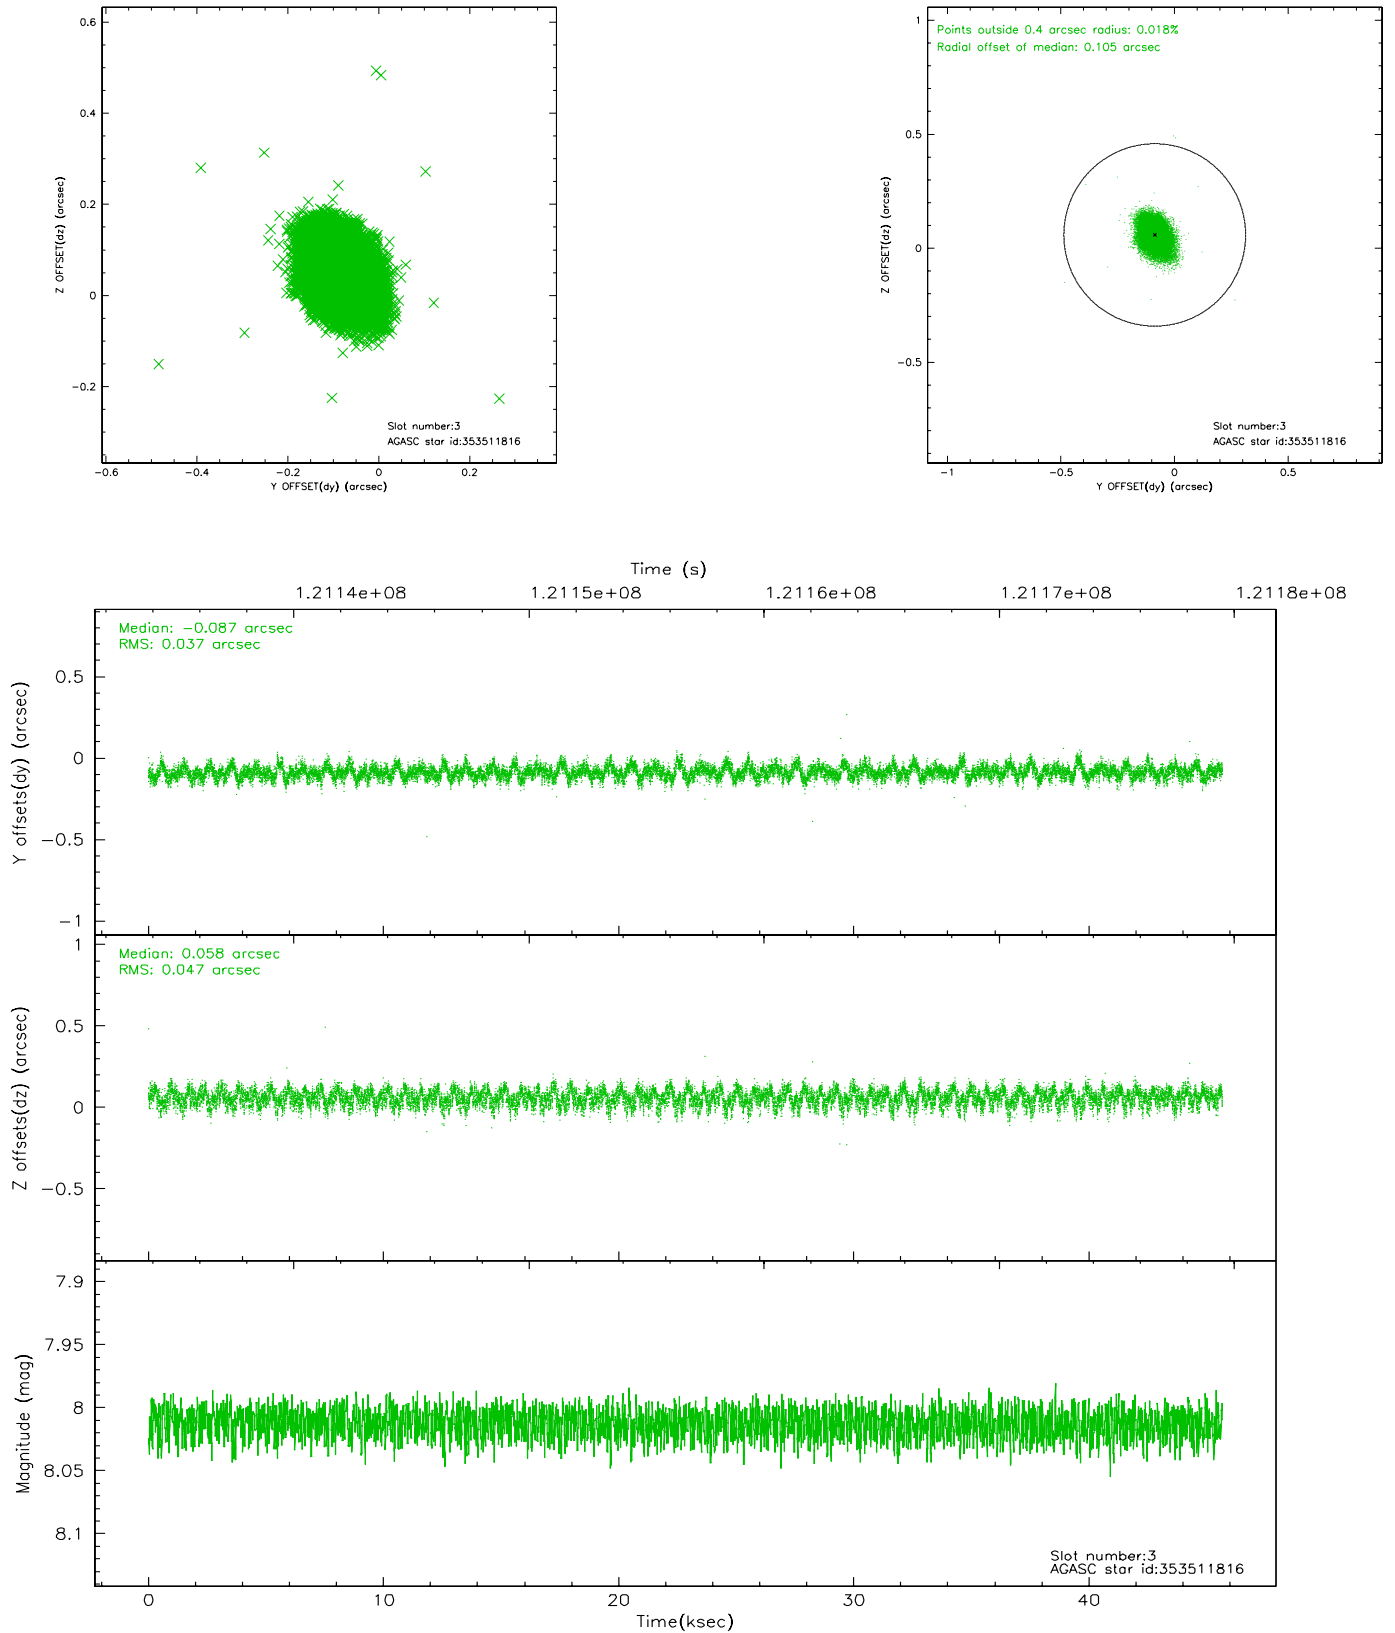 0.6
0.4
0.2
0
−0.2
Z OFFSET(dz) (arcsec)
Slot number:3
AGASC star id:353511816
−0.6 −0.4 −0.2 0 0.2
Y OFFSET(dy) (arcsec)
Points outside 0.4 arcsec radius: 0.018%
Radial offset of median: 0.105 arcsec
1
0.5
0
−0.5
Z OFFSET(dz) (arcsec)
Slot number:3
AGASC star id:353511816
−1 −0.5 0 0.5
Y OFFSET(dy) (arcsec)
Time (s)
1.2114e+08 1.2115e+08 1.2116e+08 1.2117e+08 1.2118e+08
Median: −0.087 arcsec
RMS: 0.037 arcsec
0.5
0
−0.5
−1
Y offsets(dy) (arcsec)
Median: 0.058 arcsec
RMS: 0.047 arcsec
1
0.5
0
−0.5
Z offsets(dz) (arcsec)
7.9
7.95
8
8.05
8.1
Magnitude (mag)
Slot number:3
AGASC star id:353511816
0 10 20 30 40
Time(ksec)